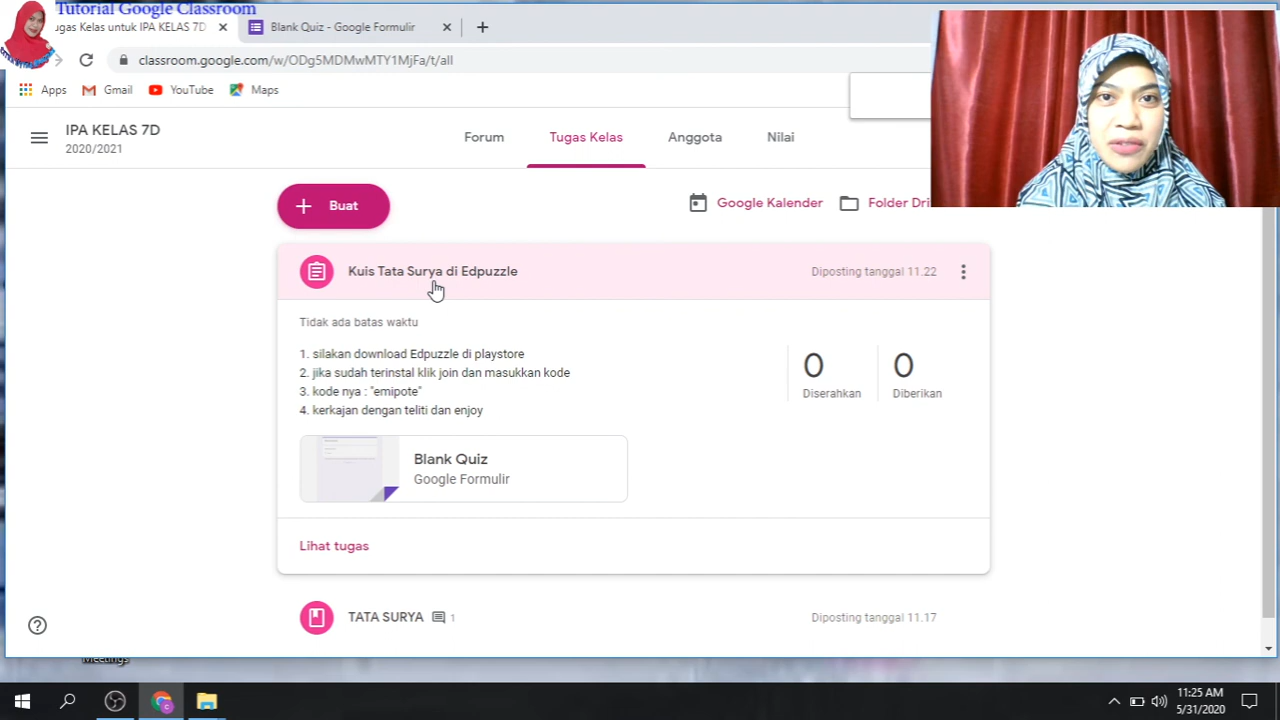 Tutorial Google Classroom
ugas Kelas untuk IPA KELAS 7D
Blank Quiz - Google Formulir
classroom.google.com/w/ODg5MDMwMTY1MjFa/t/all
Apps
Gmail
YouTube
Maps
IPA KELAS 7D
2020/2021
Forum
Tugas Kelas
Anggota
Nilai
Buat
Google Kalender
Folder Dri
Kuis Tata Surya di Edpuzzle
Diposting tanggal 11.22
Tidak ada batas waktu
1. silakan download Edpuzzle di playstore
2. jika sudah terinstal klik join dan masukkan kode
3. kode nya : "emipote"
4. kerkajan dengan teliti dan enjoy
0
Diserahkan
0
Diberikan
Blank Quiz
Google Formulir
Lihat tugas
TATA SURYA
1
Diposting tanggal 11.17
Meetings
11:25 AM
5/31/2020